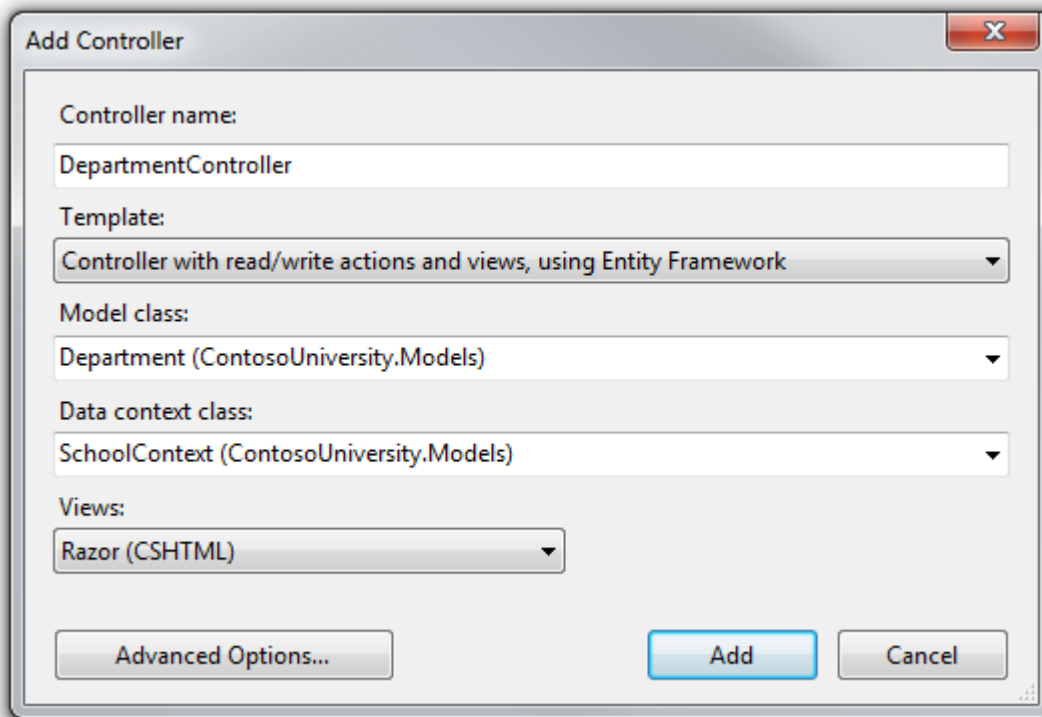 Add Controller
Controller name:
DepartmentController
Template:
Controller with read/write actions and views, using Entity Framework
Model class:
Department (ContosoUniversity.Models)
Data context class:
SchoolContext (ContosoUniversity.Models)
Views:
Razor (CSHTML)
Advanced Options... Add Cancel